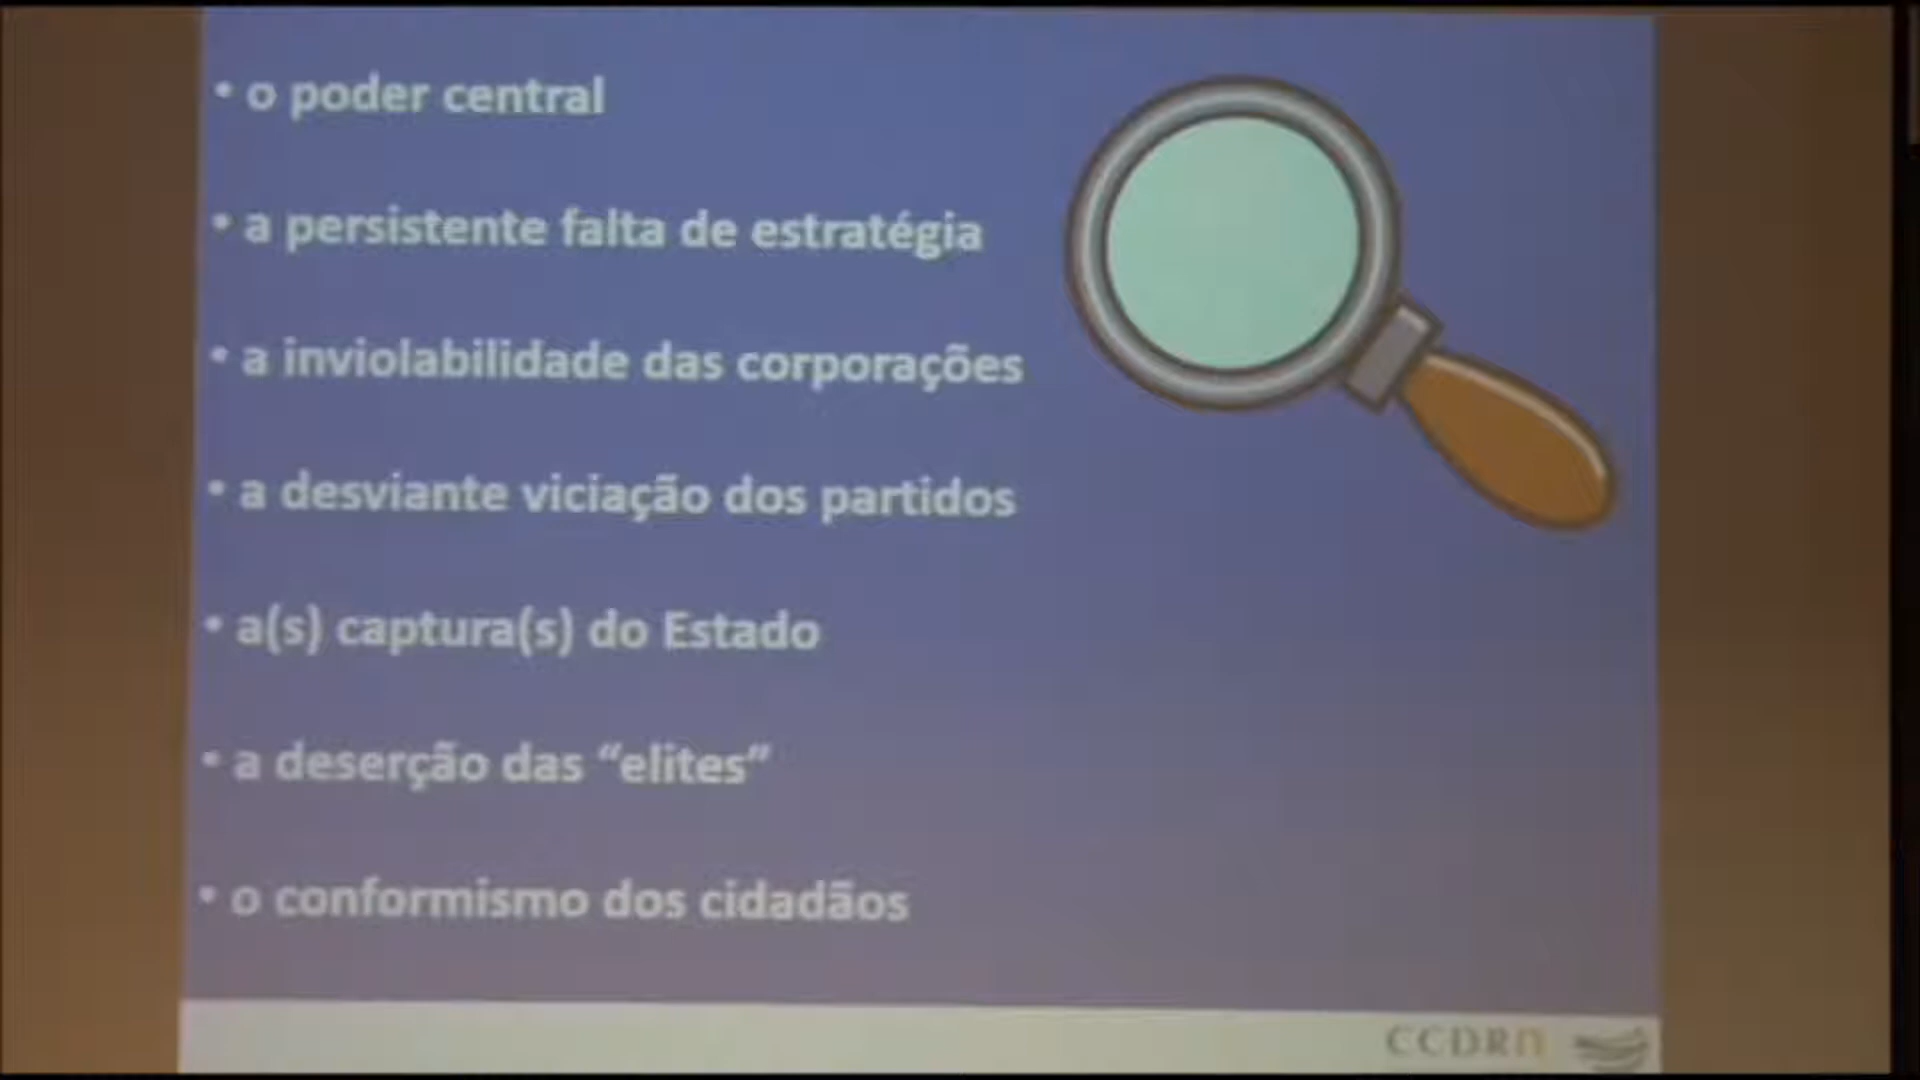 • o poder central
• a persistente falta de estratégia
• a inviolabilidade das corporações
• a desviante viciação dos partidos
• a(s) captura(s) do Estado
• a deserção das “elites”
• o conformismo dos cidadãos
CCDRn